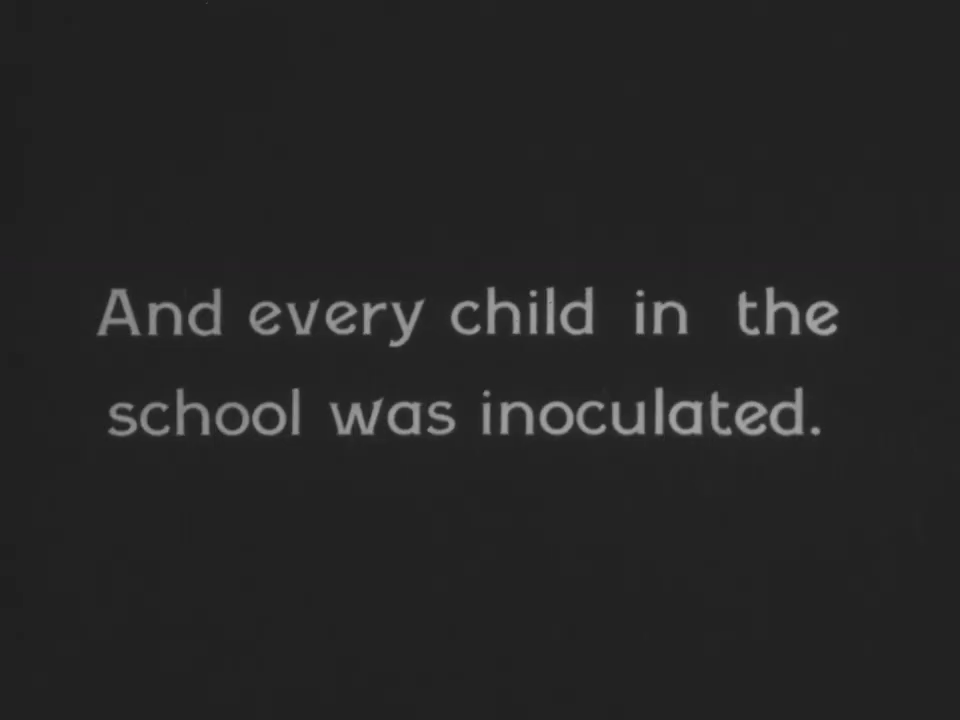 And every child in the
school was inoculated.